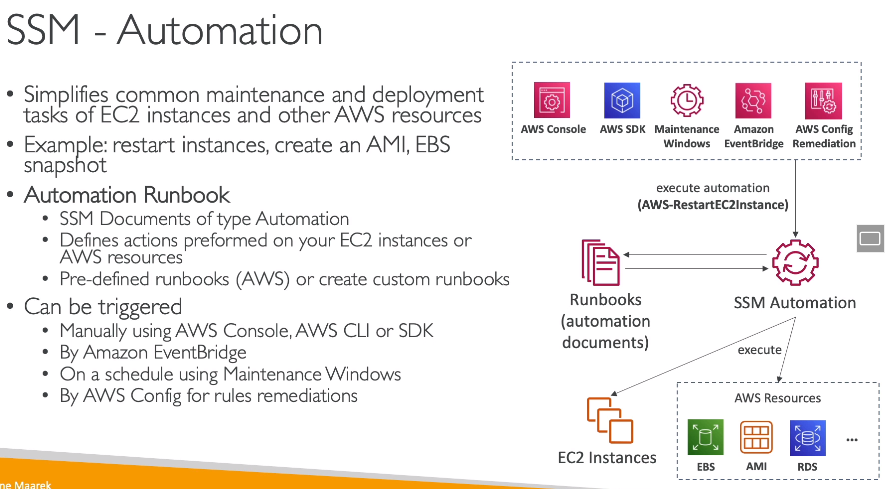 SSM - Automation
• Simplifies common maintenance and deployment
tasks of EC2 instances and other AWS resources
• Example: restart instances, create an AMI, EBS
snapshot
• Automation Runbook
• SSM Documents of type Automation
• Defines actions preformed on your EC2 instances or
AWS resources
• Pre-defined runbooks (AWS) or create custom runbooks
• Can be triggered
• Manually using AWS Console, AWS CLI or SDK
• By Amazon EventBridge
• On a schedule using Maintenance Windows
• By AWS Config for rules remediations
AWS Console
AWS SDK
Maintenance
Windows
Amazon
EventBridge
AWS Config
Remediation
execute automation
(AWS-RestartEC2Instance)
Runbooks
(automation
documents)
SSM Automation
execute
EC2 Instances
AWS Resources
EBS
AMI
RDS
...
ne Maarek